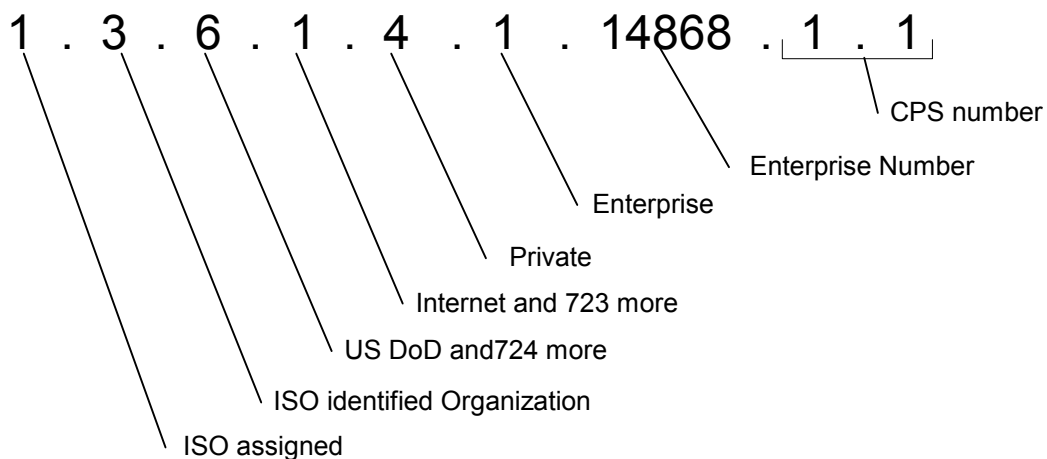 1 . 3 . 6 . 1 . 4 . 1 . 14868 . 1 . 1
CPS number
Enterprise Number
Enterprise
Private
Internet and 723 more
US DoD and724 more
ISO identified Organization
ISO assigned